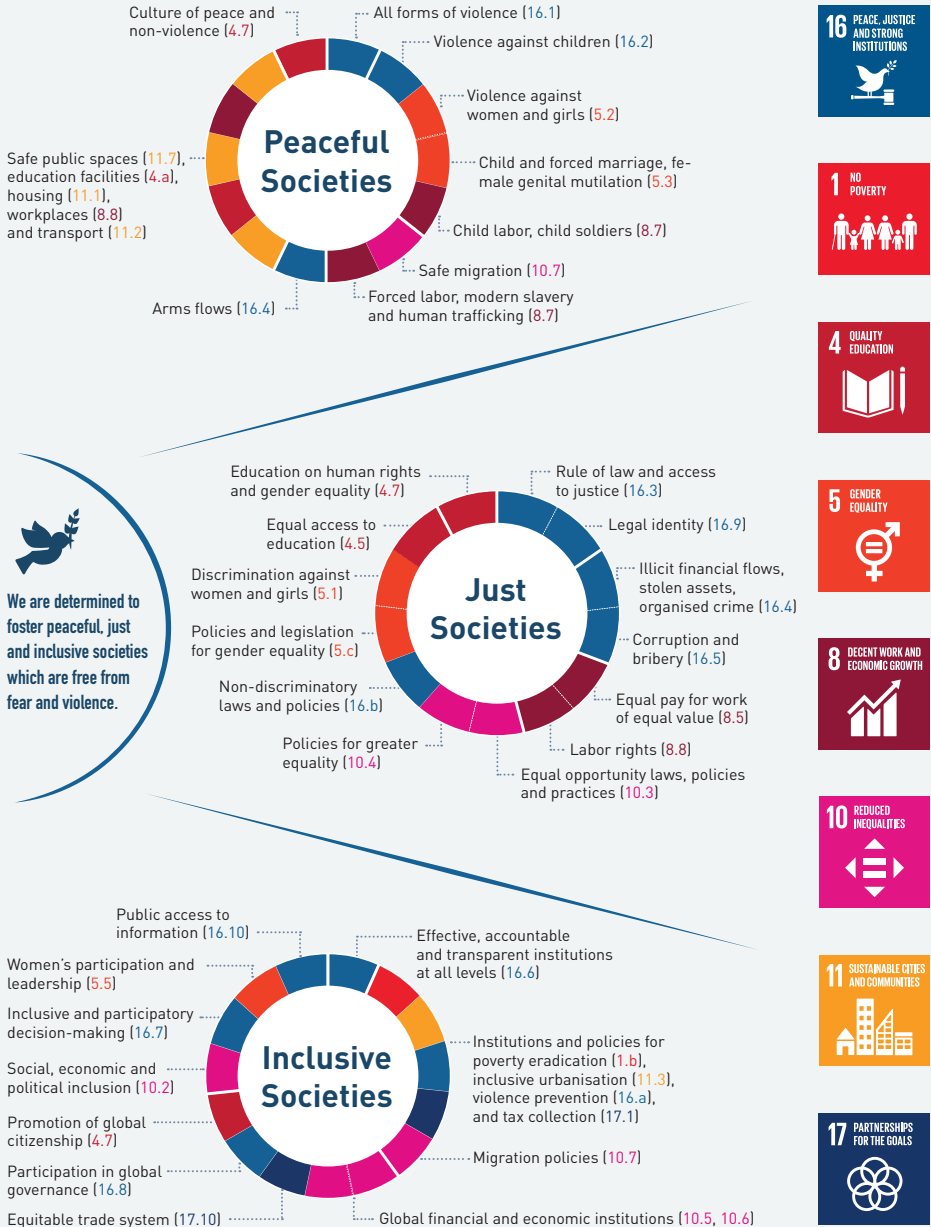 Culture of peace and
non-violence (4.7)
All forms of violence (16.1)
Violence against children (16.2)
Violence against
women and girls (5.2)
Child and forced marriage, fe-
male genital mutilation (5.3)
Child labor, child soldiers (8.7)
Safe migration (10.7)
Forced labor, modern slavery
and human trafficking (8.7)
Arms flows (16.4)
Safe public spaces (11.7),
education facilities (4.a),
housing (11.1),
workplaces (8.8)
and transport (11.2)
Peaceful
Societies
We are determined to
foster peaceful, just
and inclusive societies
which are free from
fear and violence.
Education on human rights
and gender equality (4.7)
Rule of law and access
to justice (16.3)
Legal identity (16.9)
Illicit financial flows,
stolen assets,
organised crime (16.4)
Corruption and
bribery (16.5)
Equal pay for work
of equal value (8.5)
Labor rights (8.8)
Equal opportunity laws, policies
and practices (10.3)
Policies for greater
equality (10.4)
Non-discriminatory
laws and policies (16.b)
Policies and legislation
for gender equality (5.c)
Discrimination against
women and girls (5.1)
Equal access to
education (4.5)
Just
Societies
Public access to
information (16.10)
Effective, accountable
and transparent institutions
at all levels (16.6)
Institutions and policies for
poverty eradication (1.b),
inclusive urbanisation (11.3),
violence prevention (16.a),
and tax collection (17.1)
Migration policies (10.7)
Global financial and economic institutions (10.5, 10.6)
Equitable trade system (17.10)
Participation in global
governance (16.8)
Promotion of global
citizenship (4.7)
Social, economic and
political inclusion (10.2)
Inclusive and participatory
decision-making (16.7)
Women's participation and
leadership (5.5)
Inclusive
Societies
16 PEACE, JUSTICE
AND STRONG
INSTITUTIONS
1 NO
POVERTY
4 QUALITY
EDUCATION
5 GENDER
EQUALITY
8 DECENT WORK AND
ECONOMIC GROWTH
10 REDUCED
INEQUALITIES
11 SUSTAINABLE CITIES
AND COMMUNITIES
17 PARTNERSHIPS
FOR THE GOALS